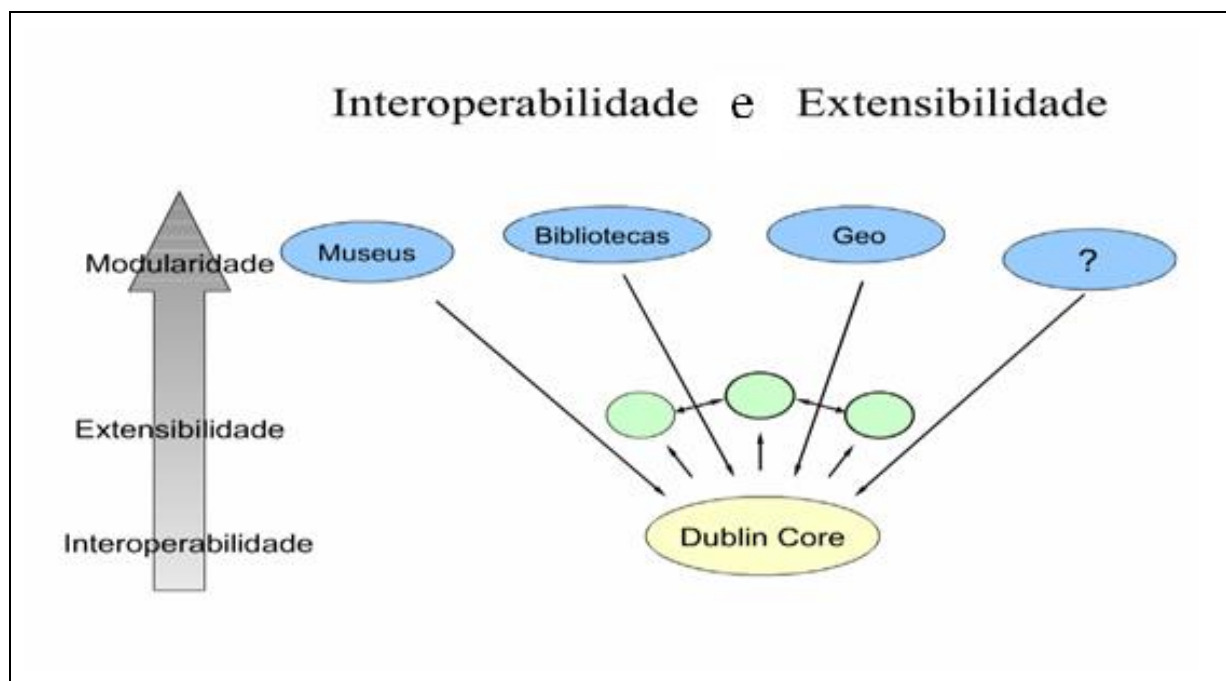 Interoperabilidade e Extensibilidade
Museus
Bibliotecas
Geo
?
Modularidade
Extensibilidade
Interoperabilidade
Dublin Core